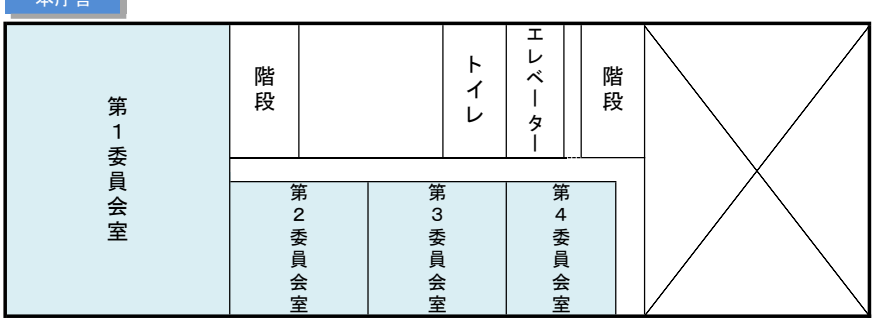 本庁舎
第1委員会室
階段
トイレ
エレベーター
階段
第2委員会室
第3委員会室
第4委員会室